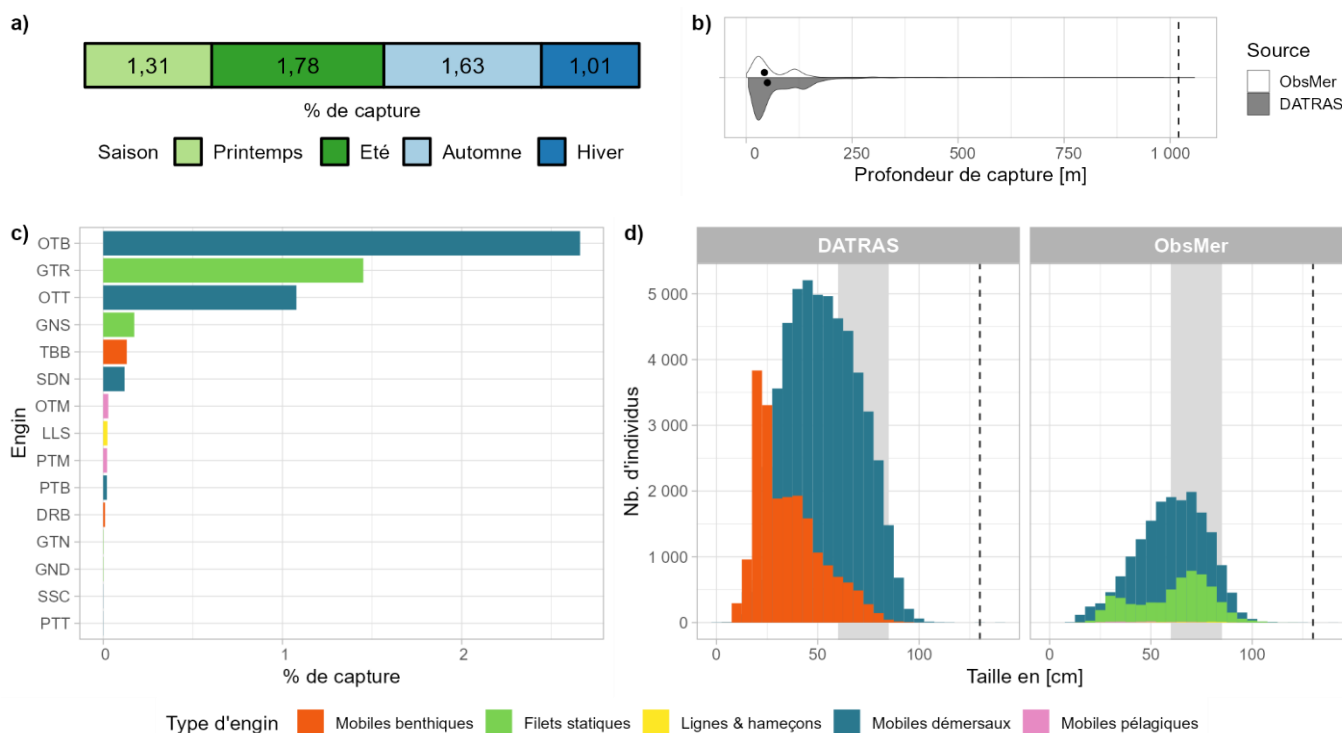 a)
1,31 1,78 1,63 1,01
% de capture
Saison Printemps Eté Automne Hiver
b)
0 250 500 750 1 000
Profondeur de capture [m]
Source
ObsMer
DATRAS
c)
Engin
OTB
GTR
OTT
GNS
TBB
SDN
OTM
LLS
PTM
PTB
DRB
GTN
GND
SSC
PTT
0 1 2
% de capture
d)
DATRAS ObsMer
Nb. d'individus
5 000
4 000
3 000
2 000
1 000
0
0 50 100 0 50 100
Taille en [cm]
Type d'engin Mobiles benthiques Filets statiques Lignes & hameçons Mobiles démersaux Mobiles pélagiques